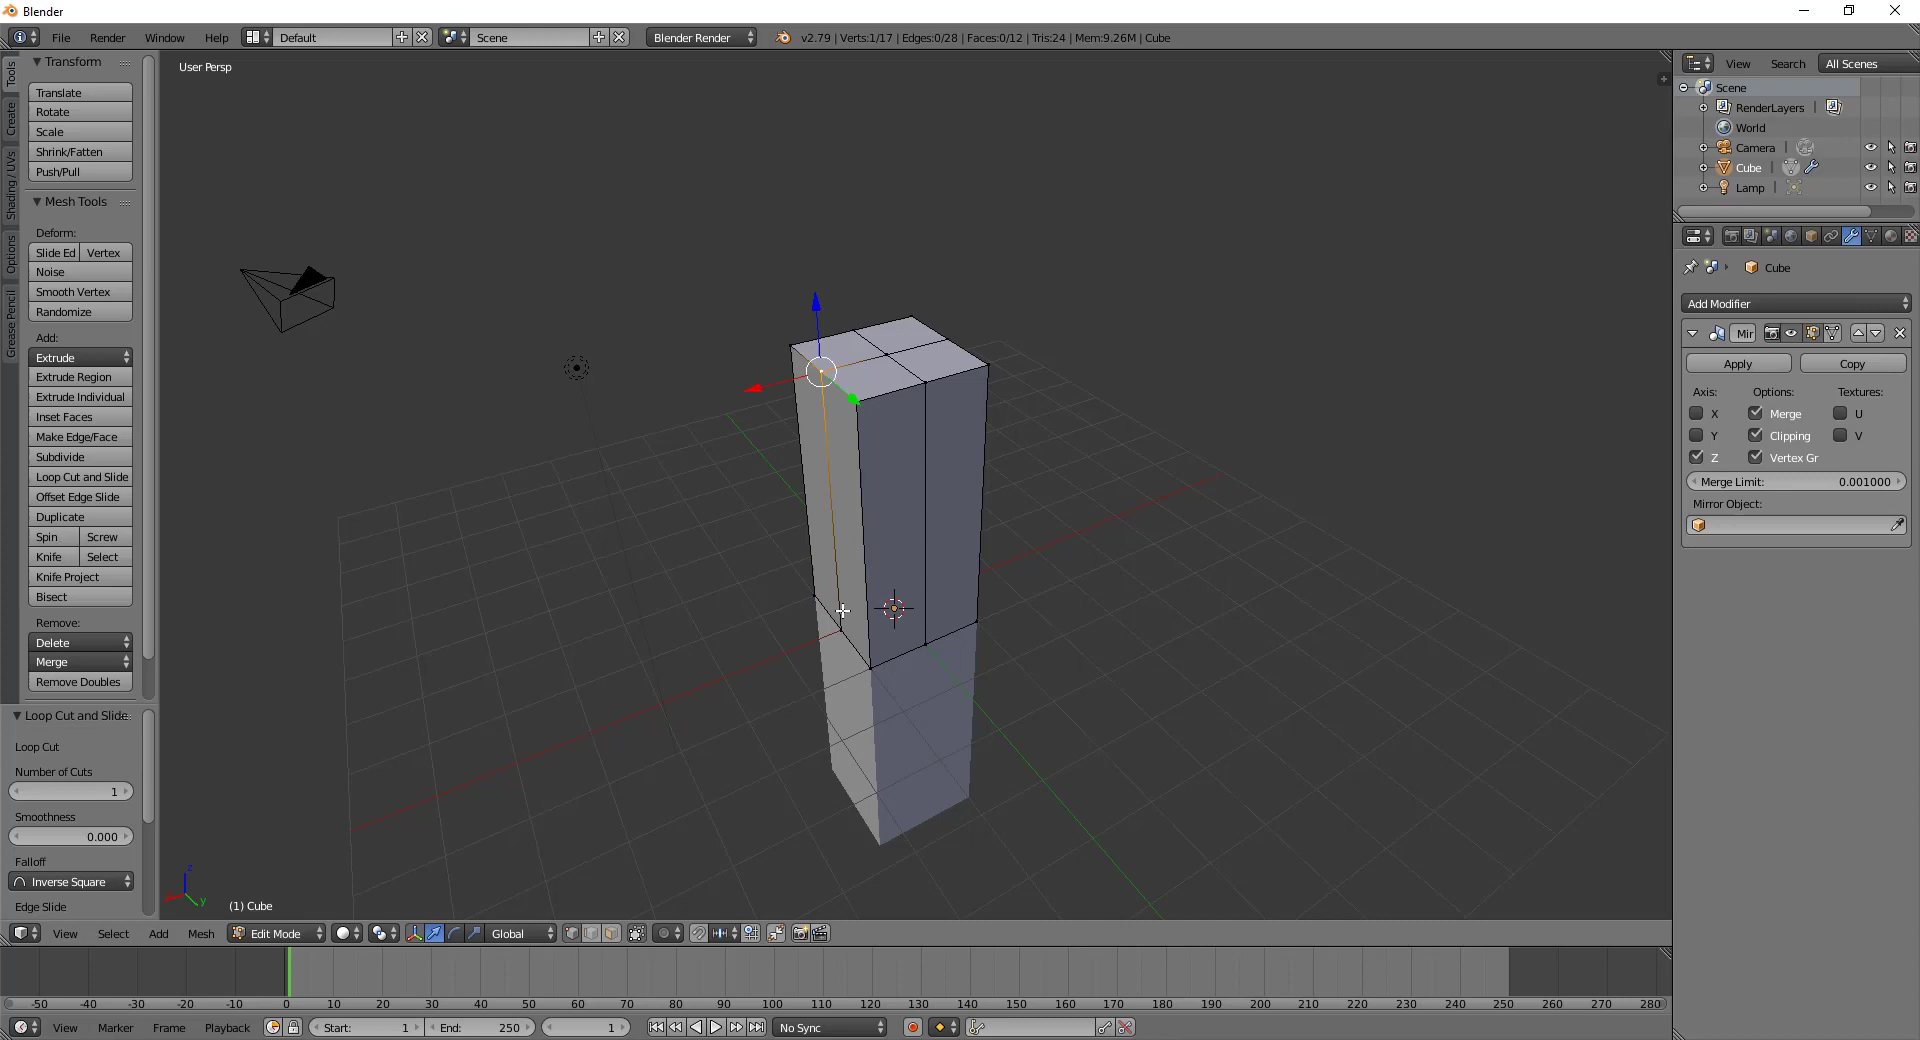 Blender
File Render Window Help Default Scene Blender Render v2.79 | Verts:1/17 | Edges:0/28 | Faces:0/12 | Tris:24 | Mem:9.26M | Cube
Tools
Create
Shading / UVs
Options
Grease Pencil
Transform
Translate
Rotate
Scale
Shrink/Fatten
Push/Pull
Mesh Tools
Deform:
Slide Ed Vertex
Noise
Smooth Vertex
Randomize
Add:
Extrude
Extrude Region
Extrude Individual
Inset Faces
Make Edge/Face
Subdivide
Loop Cut and Slide
Offset Edge Slide
Duplicate
Spin Screw
Knife Select
Knife Project
Bisect
Remove:
Delete
Merge
Remove Doubles
Loop Cut and Slide
Loop Cut
Number of Cuts
1
Smoothness
0.000
Falloff
Inverse Square
Edge Slide
User Persp
z
y
(1) Cube
View Search All Scenes
Scene
RenderLayers
World
Camera
Cube
Lamp
Cube
Add Modifier
Mir
Apply Copy
Axis: Options: Textures:
X Merge U
Y Clipping V
Z Vertex Gr
Merge Limit: 0.001000
Mirror Object:
View Select Add Mesh Edit Mode Global
-50 -40 -30 -20 -10 0 10 20 30 40 50 60 70 80 90 100 110 120 130 140 150 160 170 180 190 200 210 220 230 240 250 260 270 280
View Marker Frame Playback Start: 1 End: 250 1 No Sync